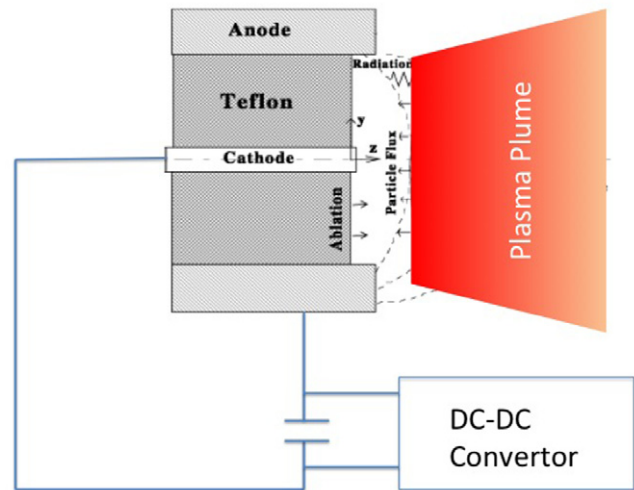 Anode
Radiation
Teflon
y
Cathode
z
Particle Flux
Ablation
Plasma Plume
DC-DC
Convertor